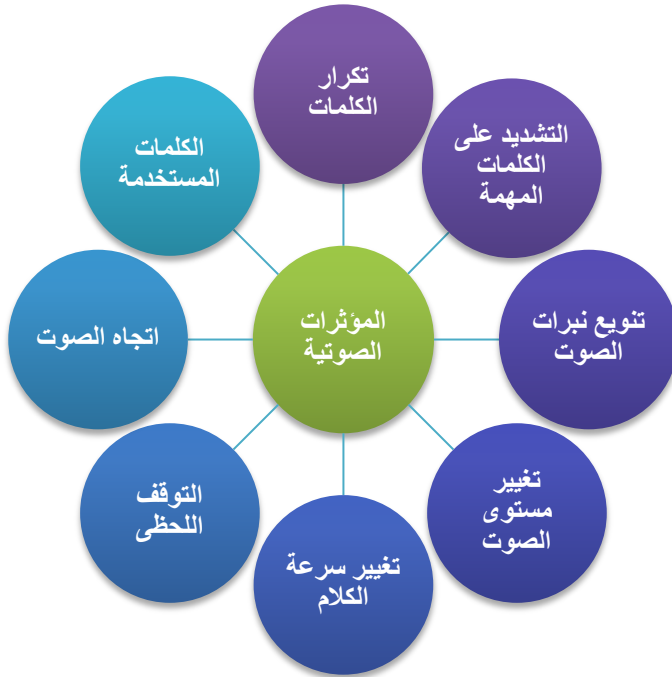 تكرار
الكلمات
التشديد على
الكلمات
المهمة
تنويع نبرات
الصوت
تغيير
مستوى
الصوت
تغيير سرعة
الكلام
التوقف
اللحظى
اتجاه الصوت
الكلمات
المستخدمة
المؤثرات
الصوتية